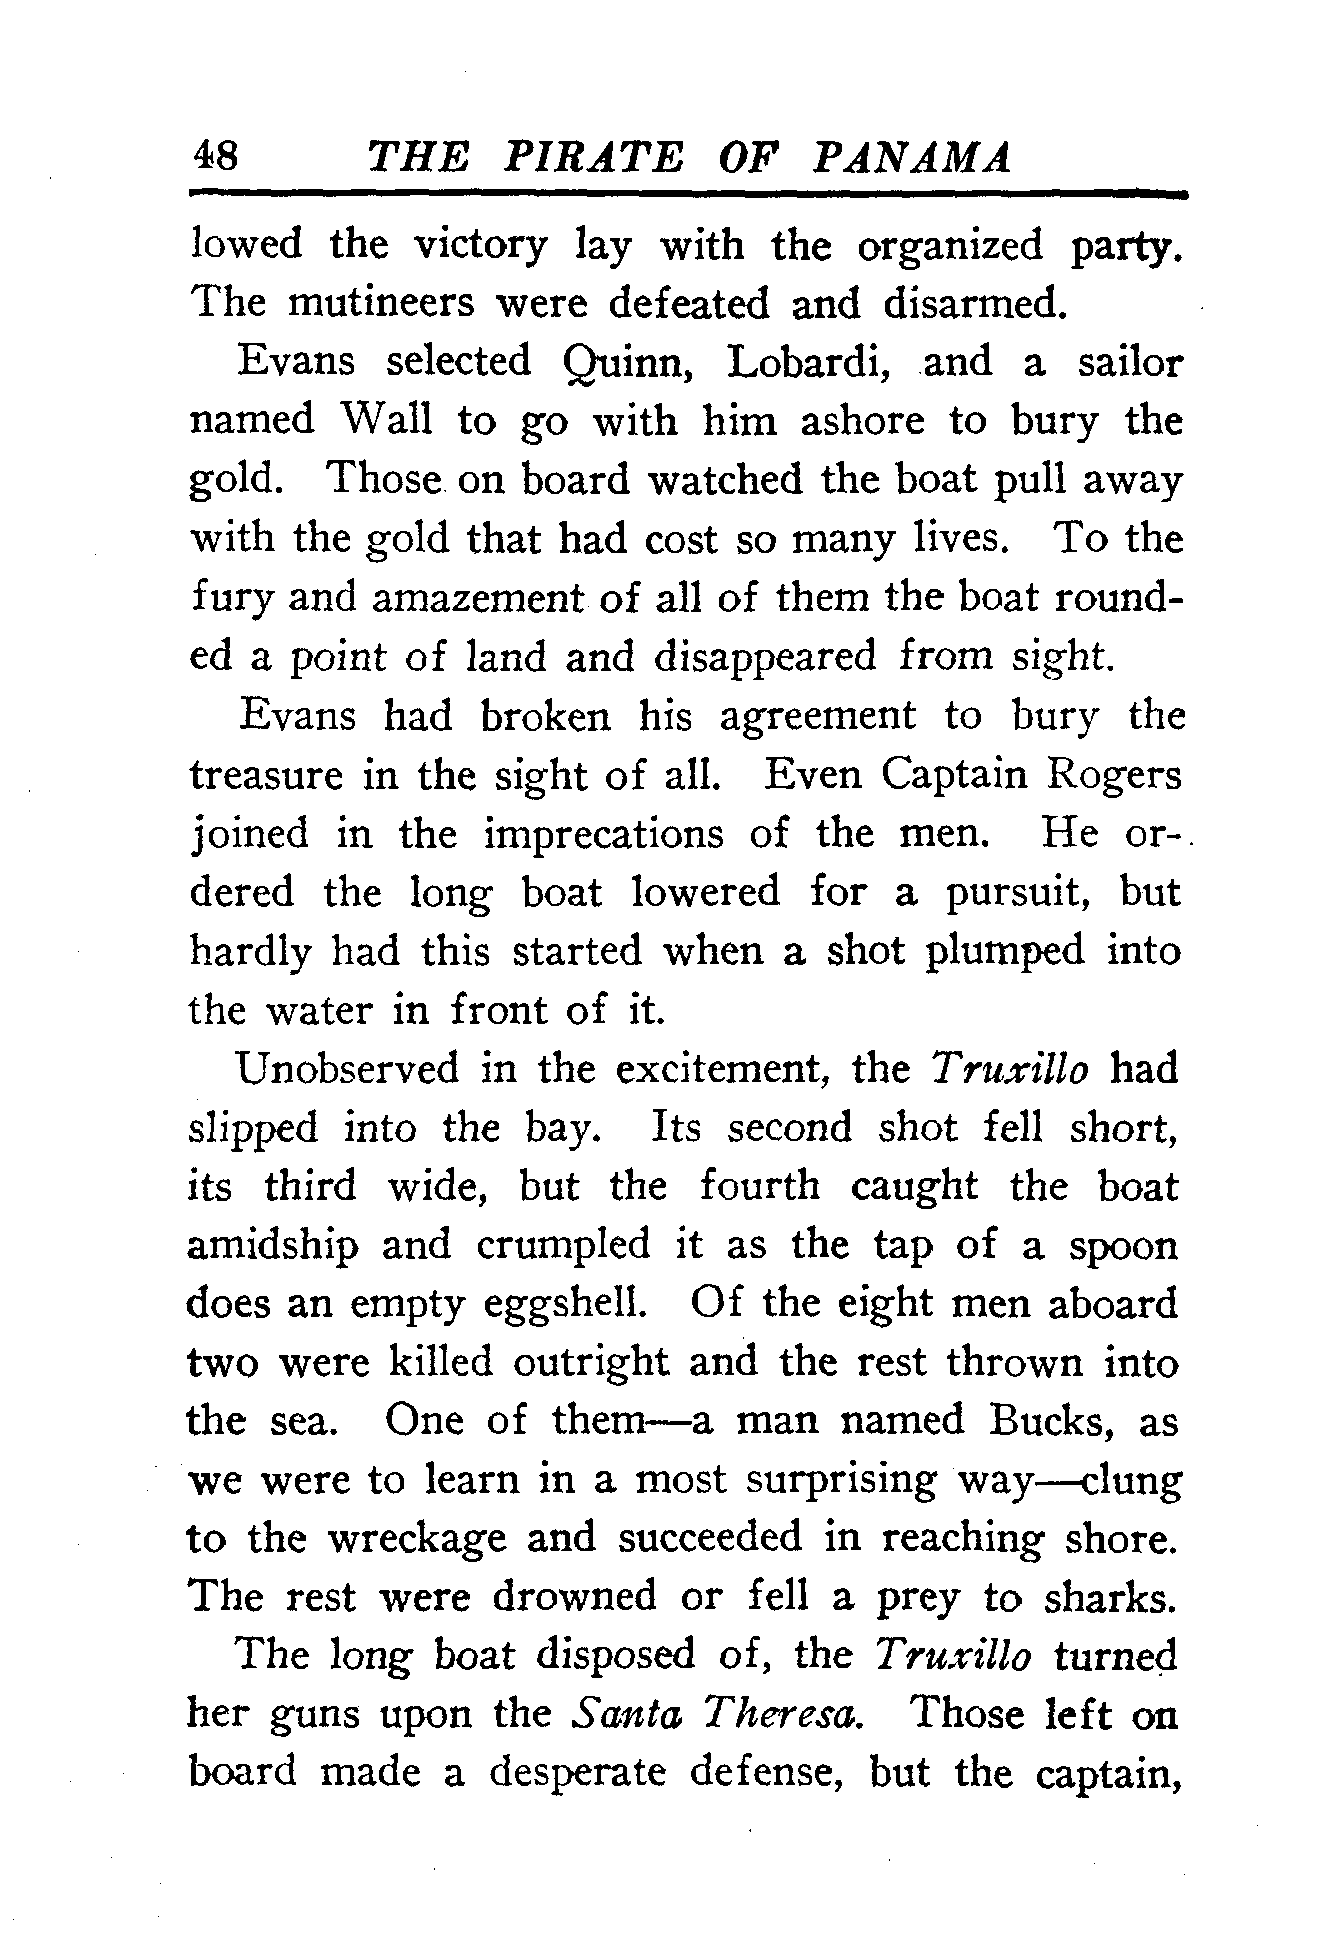 48 THE PIRATE OF PANAMA
lowed the victory lay with the organized party.
The mutineers were defeated and disarmed.
Evans selected Quinn, Lobardi, and a sailor
named Wall to go with him ashore to bury the
gold. Those on board watched the boat pull away
with the gold that had cost so many lives. To the
fury and amazement of all of them the boat round-
ed a point of land and disappeared from sight.
Evans had broken his agreement to bury the
treasure in the sight of all. Even Captain Rogers
joined in the imprecations of the men. He or-
dered the long boat lowered for a pursuit, but
hardly had this started when a shot plumped into
the water in front of it.
Unobserved in the excitement, the Truxillo had
slipped into the bay. Its second shot fell short,
its third wide, but the fourth caught the boat
amidship and crumpled it as the tap of a spoon
does an empty eggshell. Of the eight men aboard
two were killed outright and the rest thrown into
the sea. One of them—a man named Bucks, as
we were to learn in a most surprising way—clung
to the wreckage and succeeded in reaching shore.
The rest were drowned or fell a prey to sharks.
The long boat disposed of, the Truxillo turned
her guns upon the Santa Theresa. Those left on
board made a desperate defense, but the captain,